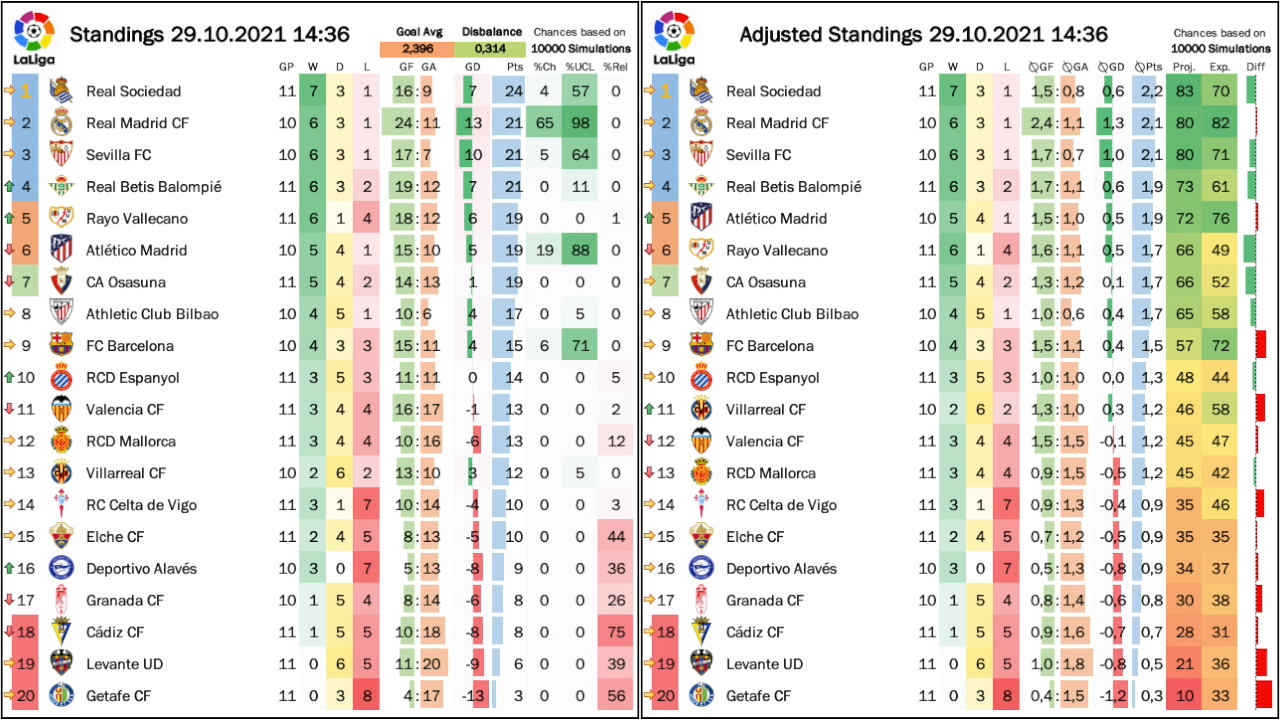 LaLiga
Standings 29.10.2021 14:36
Goal Avg Disbalance Chances based on
2,396 0,314 10000 Simulations
GP W D L GF GA GD Pts %Ch %UCL %Rel
1 Real Sociedad 11 7 3 1 16:9 7 24 4 57 0
2 Real Madrid CF 10 6 3 1 24:11 13 21 65 98 0
3 Sevilla FC 10 6 3 1 17:7 10 21 5 64 0
4 Real Betis Balompié 11 6 3 2 19:12 7 21 0 11 0
5 Rayo Vallecano 11 6 1 4 18:12 6 19 0 0 1
6 Atlético Madrid 10 5 4 1 15:10 5 19 19 88 0
7 CA Osasuna 11 5 4 2 14:13 1 19 0 0 0
8 Athletic Club Bilbao 10 4 5 1 10:6 4 17 0 5 0
9 FC Barcelona 10 4 3 3 15:11 4 15 6 71 0
10 RCD Espanyol 11 3 5 3 11:11 0 14 0 0 5
11 Valencia CF 11 3 4 4 16:17 -1 13 0 0 2
12 RCD Mallorca 11 3 4 4 10:16 -6 13 0 0 12
13 Villarreal CF 10 2 6 2 13:10 3 12 0 5 0
14 RC Celta de Vigo 11 3 1 7 10:14 -4 10 0 0 3
15 Elche CF 11 2 4 5 8:13 -5 10 0 0 44
16 Deportivo Alavés 10 3 0 7 5:13 -8 9 0 0 36
17 Granada CF 10 1 5 4 8:14 -6 8 0 0 26
18 Cádiz CF 11 1 5 5 10:18 -8 8 0 0 75
19 Levante UD 11 0 6 5 11:20 -9 6 0 0 39
20 Getafe CF 11 0 3 8 4:17 -13 3 0 0 56
LaLiga
Adjusted Standings 29.10.2021 14:36
Chances based on
10000 Simulations
GP W D L ∅GF ∅GA ∅GD ∅Pts Proj. Exp. Diff
1 Real Sociedad 11 7 3 1 1,5:0,8 0,6 2,2 83 70
2 Real Madrid CF 10 6 3 1 2,4:1,1 1,3 2,1 80 82
3 Sevilla FC 10 6 3 1 1,7:0,7 1,0 2,1 80 71
4 Real Betis Balompié 11 6 3 2 1,7:1,1 0,6 1,9 73 61
5 Atlético Madrid 10 5 4 1 1,5:1,0 0,5 1,9 72 76
6 Rayo Vallecano 11 6 1 4 1,6:1,1 0,5 1,7 66 49
7 CA Osasuna 11 5 4 2 1,3:1,2 0,1 1,7 66 52
8 Athletic Club Bilbao 10 4 5 1 1,0:0,6 0,4 1,7 65 58
9 FC Barcelona 10 4 3 3 1,5:1,1 0,4 1,5 57 72
10 RCD Espanyol 11 3 5 3 1,0:1,0 0,0 1,3 48 44
11 Villarreal CF 10 2 6 2 1,3:1,0 0,3 1,2 46 58
12 Valencia CF 11 3 4 4 1,5:1,5 -0,1 1,2 45 47
13 RCD Mallorca 11 3 4 4 0,9:1,5 -0,5 1,2 45 42
14 RC Celta de Vigo 11 3 1 7 0,9:1,3 -0,4 0,9 35 46
15 Elche CF 11 2 4 5 0,7:1,2 -0,5 0,9 35 35
16 Deportivo Alavés 10 3 0 7 0,5:1,3 -0,8 0,9 34 37
17 Granada CF 10 1 5 4 0,8:1,4 -0,6 0,8 30 38
18 Cádiz CF 11 1 5 5 0,9:1,6 -0,7 0,7 28 31
19 Levante UD 11 0 6 5 1,0:1,8 -0,8 0,5 21 36
20 Getafe CF 11 0 3 8 0,4:1,5 -1,2 0,3 10 33